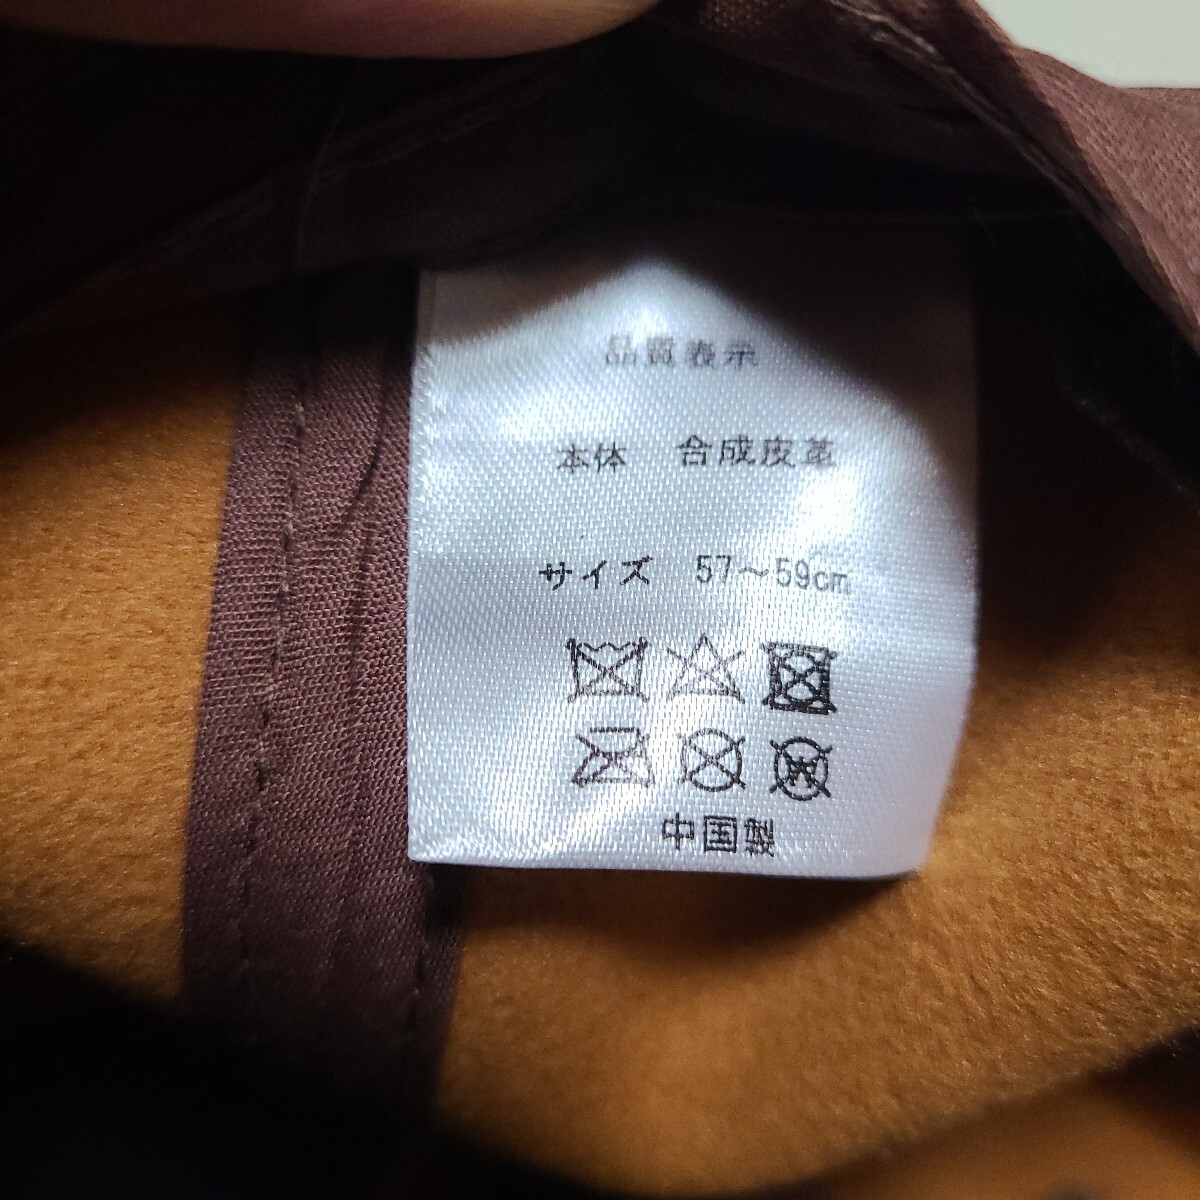 品質表示
本体 合成皮革
サイズ 57～59cm
中国製